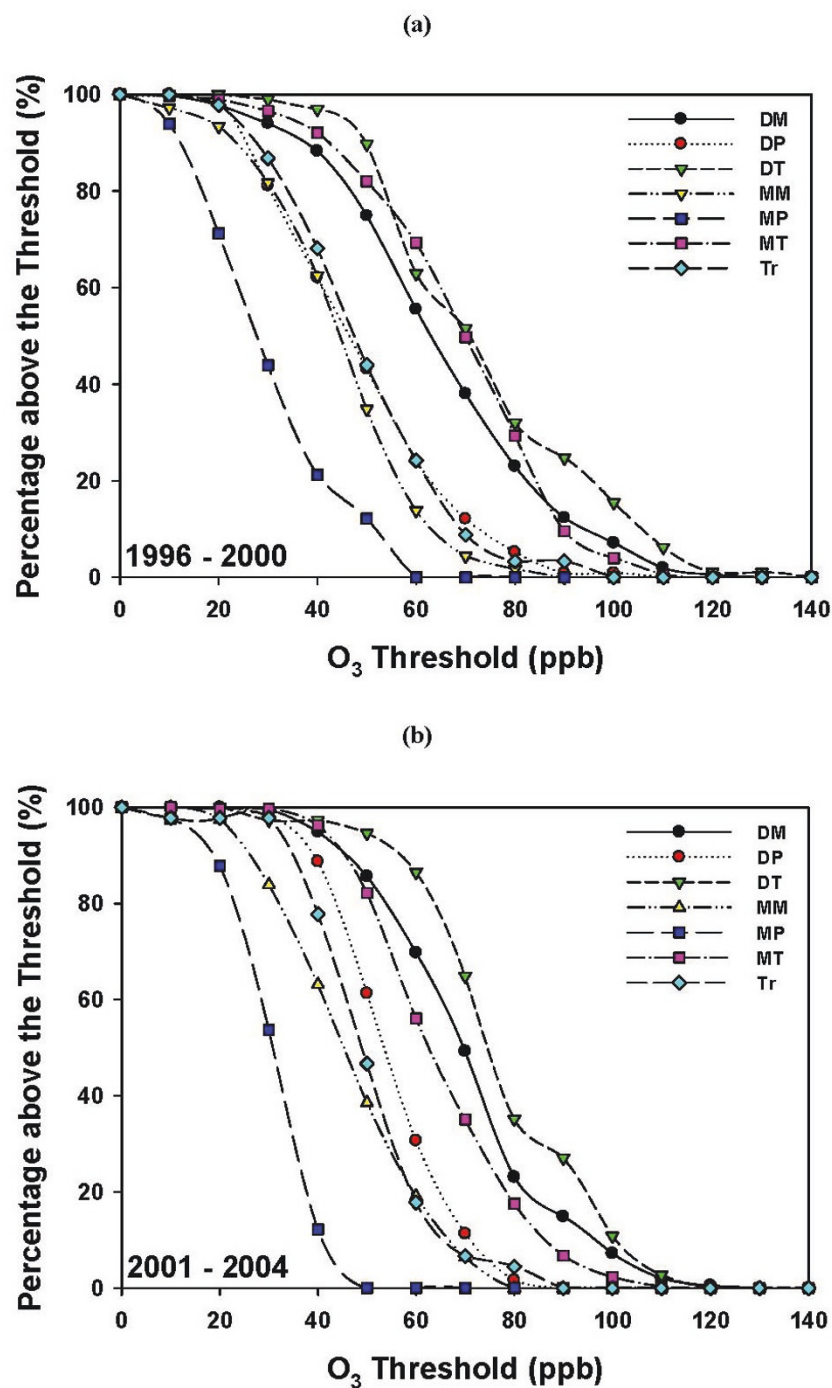 (a)
Percentage above the Threshold (%)
100
80
60
40
20
0
DM
DP
DT
MM
MP
MT
Tr
1996 - 2000
0 20 40 60 80 100 120 140
O₃ Threshold (ppb)
(b)
Percentage above the Threshold (%)
100
80
60
40
20
0
DM
DP
DT
MM
MP
MT
Tr
2001 - 2004
0 20 40 60 80 100 120 140
O₃ Threshold (ppb)